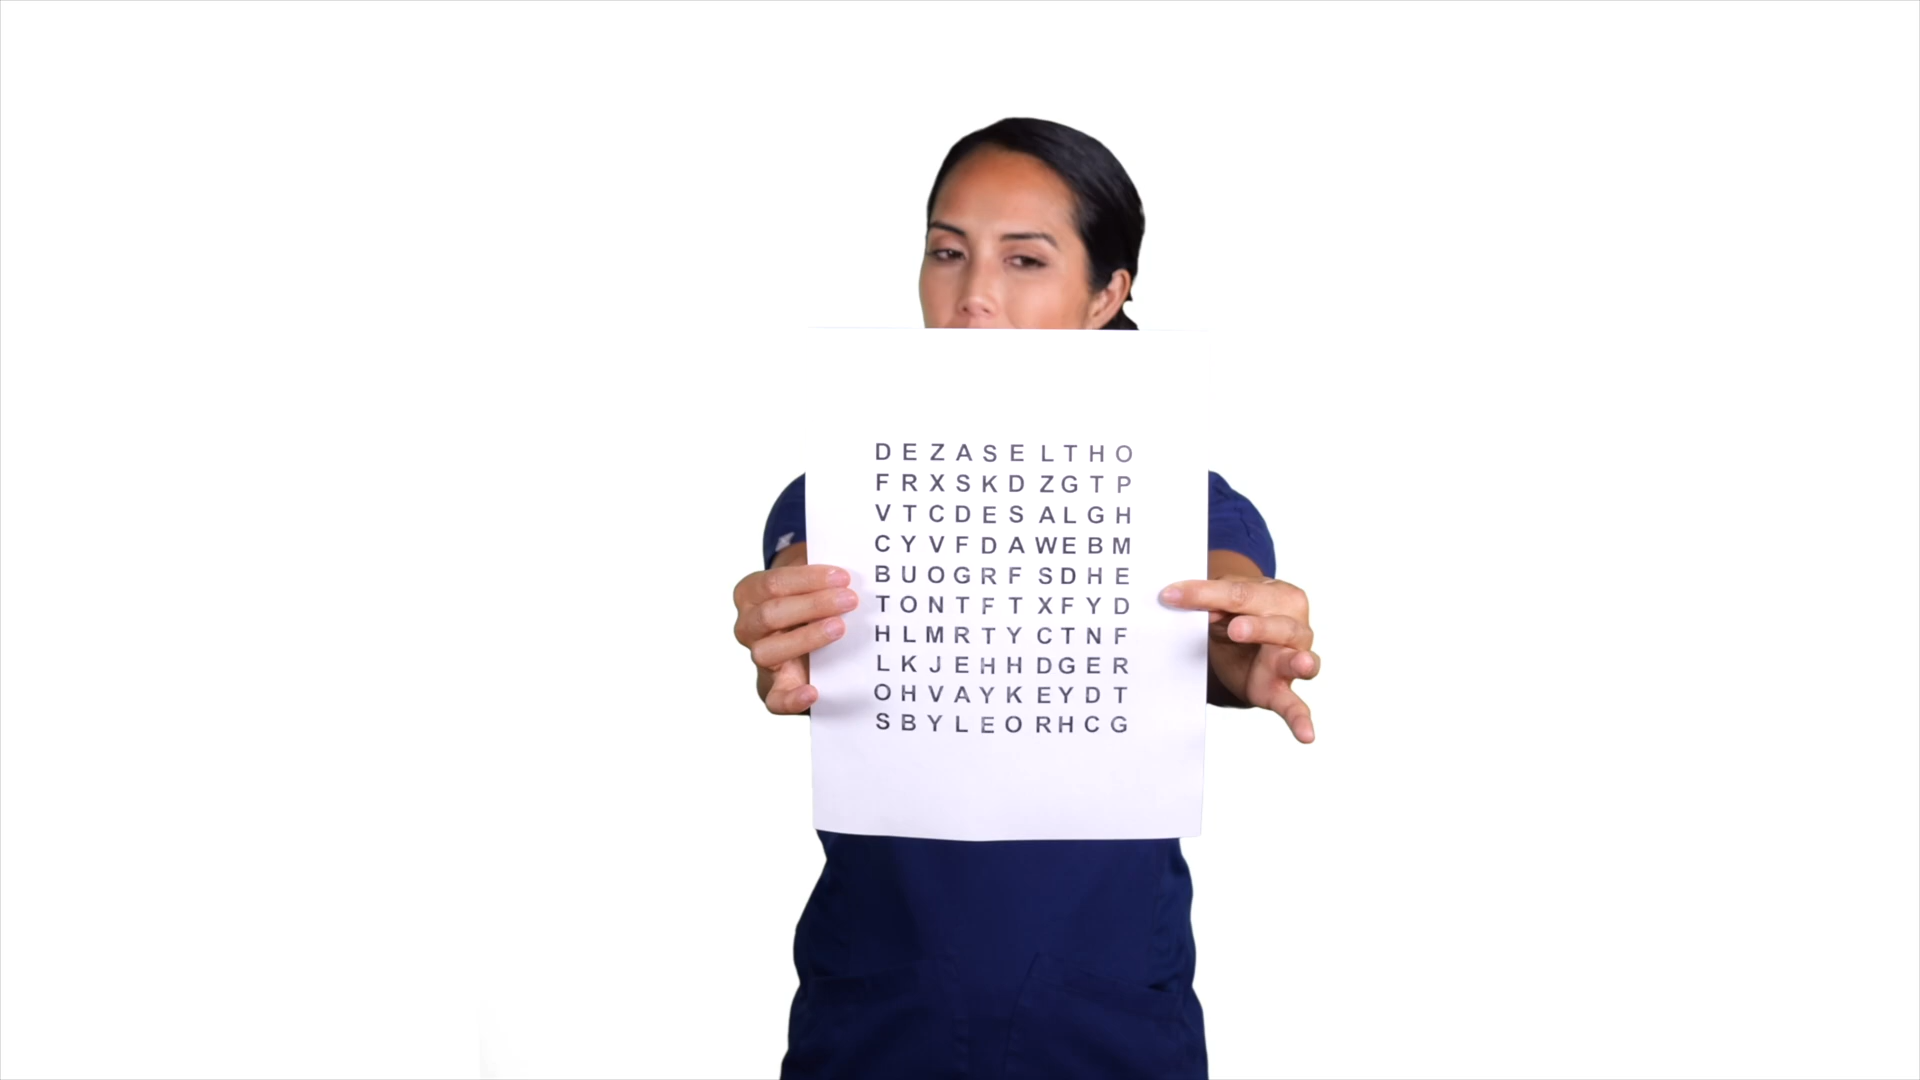 D E Z A S E L T H O
F R X S K D Z G T P
V T C D E S A L G H
C Y V F D A W E B M
B U O G R F S D H E
T O N T F T X F Y D
H L M R T Y C T N F
L K J E H H D G E R
O H V A Y K E Y D T
S B Y L E O R H C G